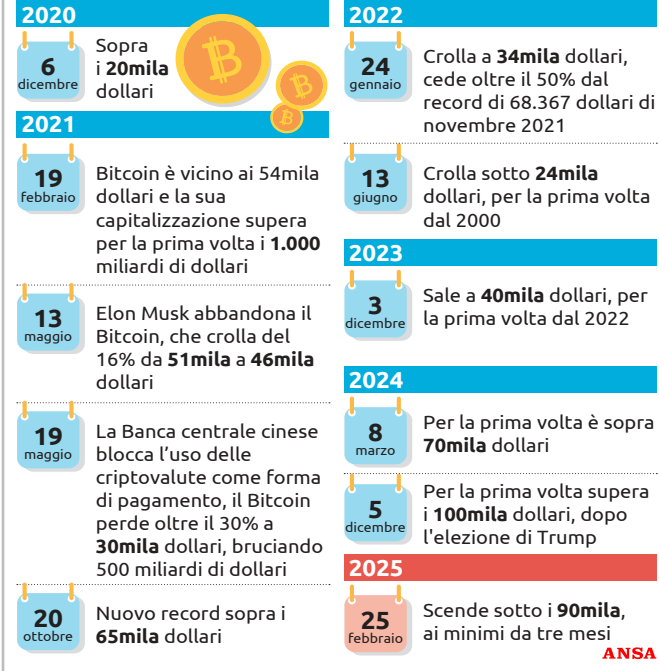 2020
6
dicembre
Sopra
i 20mila
dollari
2021
19
febbraio
Bitcoin è vicino ai 54mila
dollari e la sua
capitalizzazione supera
per la prima volta i 1.000
miliardi di dollari
13
maggio
Elon Musk abbandona il
Bitcoin, che crolla del
16% da 51mila a 46mila
dollari
19
maggio
La Banca centrale cinese
blocca l’uso delle
criptovalute come forma
di pagamento, il Bitcoin
perde oltre il 30% a
30mila dollari, bruciando
500 miliardi di dollari
20
ottobre
Nuovo record sopra i
65mila dollari
2022
24
gennaio
Crolla a 34mila dollari,
cede oltre il 50% dal
record di 68.367 dollari di
novembre 2021
13
giugno
Crolla sotto 24mila
dollari, per la prima volta
dal 2000
2023
3
dicembre
Sale a 40mila dollari, per
la prima volta dal 2022
2024
8
marzo
Per la prima volta è sopra
70mila dollari
5
dicembre
Per la prima volta supera
i 100mila dollari, dopo
l'elezione di Trump
2025
25
febbraio
Scende sotto i 90mila,
ai minimi da tre mesi
ANSA